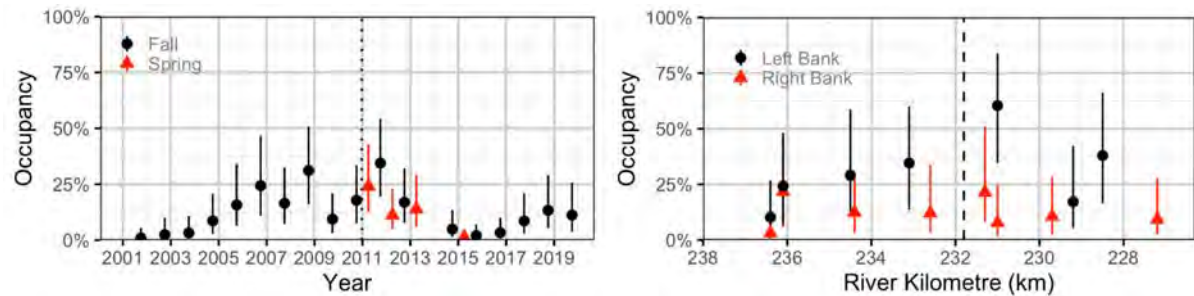 100%
75%
50%
25%
0%
Occupancy
Fall
Spring
2001 2003 2005 2007 2009 2011 2013 2015 2017 2019
Year
100%
75%
50%
25%
0%
Occupancy
Left Bank
Right Bank
238 236 234 232 230 228
River Kilometre (km)